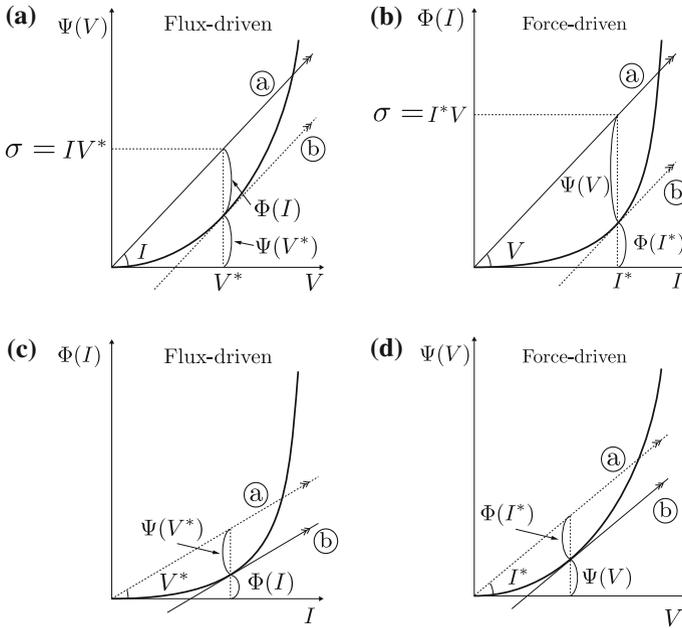 (a) Ψ(V) Flux-driven
ⓐ
σ = IV*
ⓑ
Φ(I)
I
Ψ(V*)
V* V
(b) Φ(I) Force-driven
ⓐ
σ = I*V
Ψ(V)
ⓑ
V
Φ(I*)
I* I
(c) Φ(I) Flux-driven
ⓐ
Ψ(V*)
ⓑ
V*
Φ(I)
I
(d) Ψ(V) Force-driven
ⓐ
Φ(I*)
ⓑ
I*
Ψ(V)
V